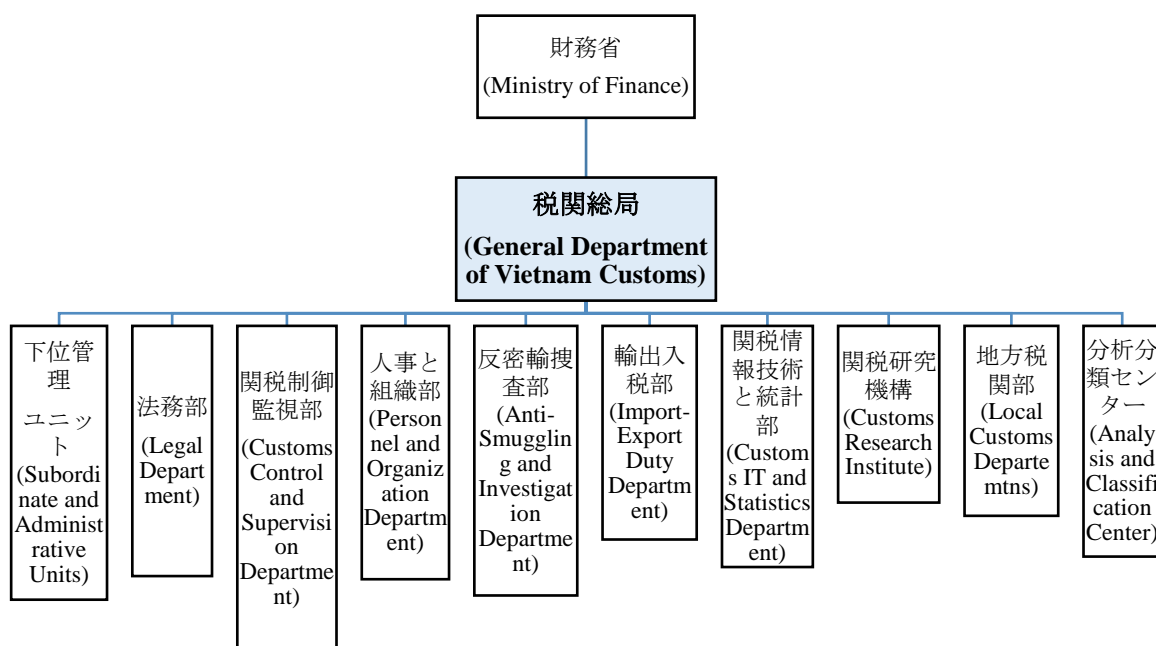 財務省
(Ministry of Finance)
税関総局
(General Department
of Vietnam Customs)
下位管
理
ユニッ
ト
(Subordi
nate and
Administ
rative
Units)
法務部
(Legal
Depart
ment)
関税制御
監視部
(Customs
Control
and
Supervisi
on
Departme
nt)
人事と
組織部
(Person
nel and
Organiza
tion
Departm
ent)
反密輸捜
査部
(Anti-
Smugglin
g and
Investigat
ion
Departme
nt)
輸出入
税部
(Import-
Export
Duty
Departm
ent)
関税情
報技術
と統計
部
(Custom
s IT and
Statistics
Departm
ent)
関税研究
機構
(Customs
Research
Institute)
地方税
関部
(Local
Customs
Departe
mtns)
分析分
類セン
ター
(Analy
sis and
Classifi
cation
Center)